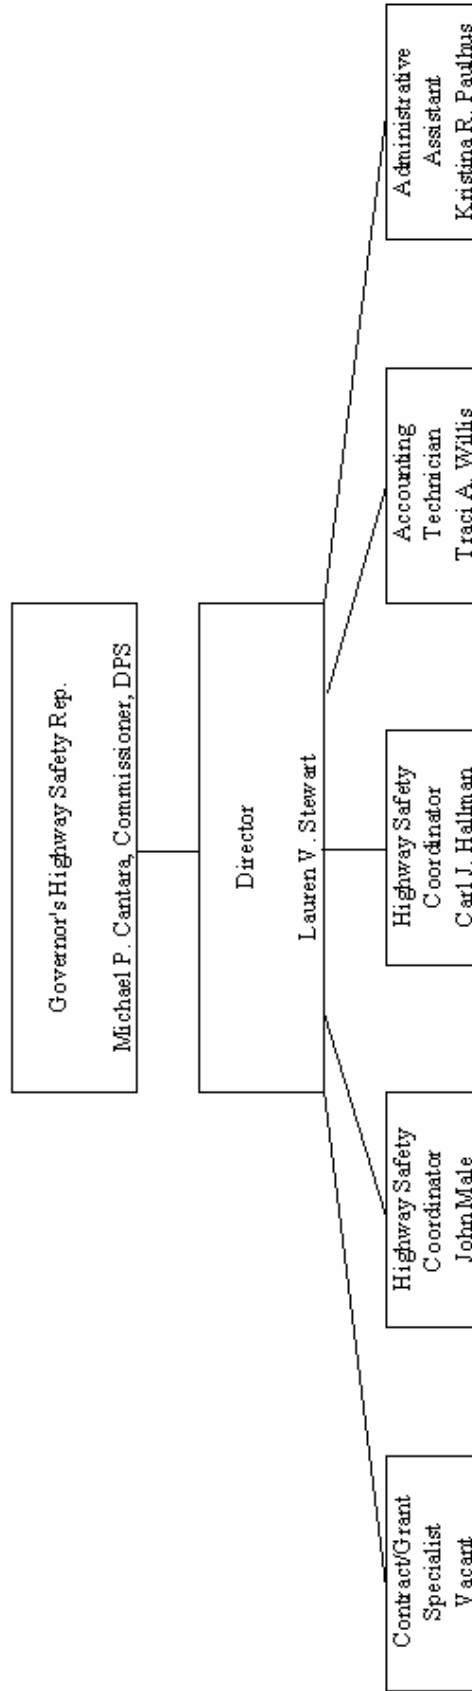 Governor's Highway Safety Rep.
Michael P. Cantara, Commissioner, DPS
Director
Lauren V. Stewart
Contract/Grant
Specialist
Vacant
Highway Safety
Coordinator
John Male
Highway Safety
Coordinator
Carl J. Hallman
Accounting
Technician
Traci A. Willis
Administrative
Assistant
Kristina R. Paulhus